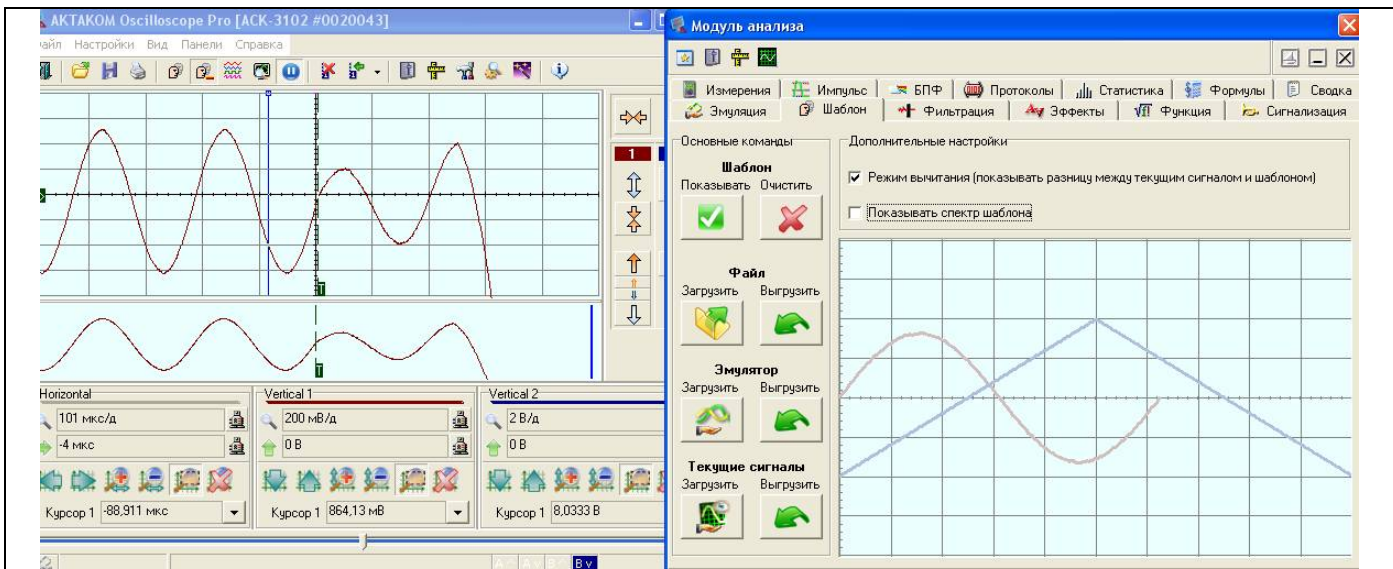 AKTAKOM Oscilloscope Pro [ACK-3102 #0020043]
Настройки Вид Панели Справка
1
T
T
Horizontal
101 мкс/д
-4 мкс
Курсор 1 -88,911 мкс
Vertical 1
200 мВ/д
0 В
Курсор 1 864,13 мВ
Vertical 2
2 В/д
0 В
Курсор 1 8,0333 В
B v
Модуль анализа
Измерения Импульс БПФ Протоколы Статистика Формулы Сводка
Эмуляция Шаблон Фильтрация Эффекты Функция Сигнализация
Основные команды
Шаблон
Показывать Очистить
Файл
Загрузить Выгрузить
Эмулятор
Загрузить Выгрузить
Текущие сигналы
Загрузить Выгрузить
Дополнительные настройки
Режим вычитания (показывать разницу между текущим сигналом и шаблоном)
Показывать спектр шаблона